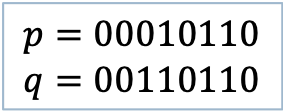 p = 00010110
q = 00110110